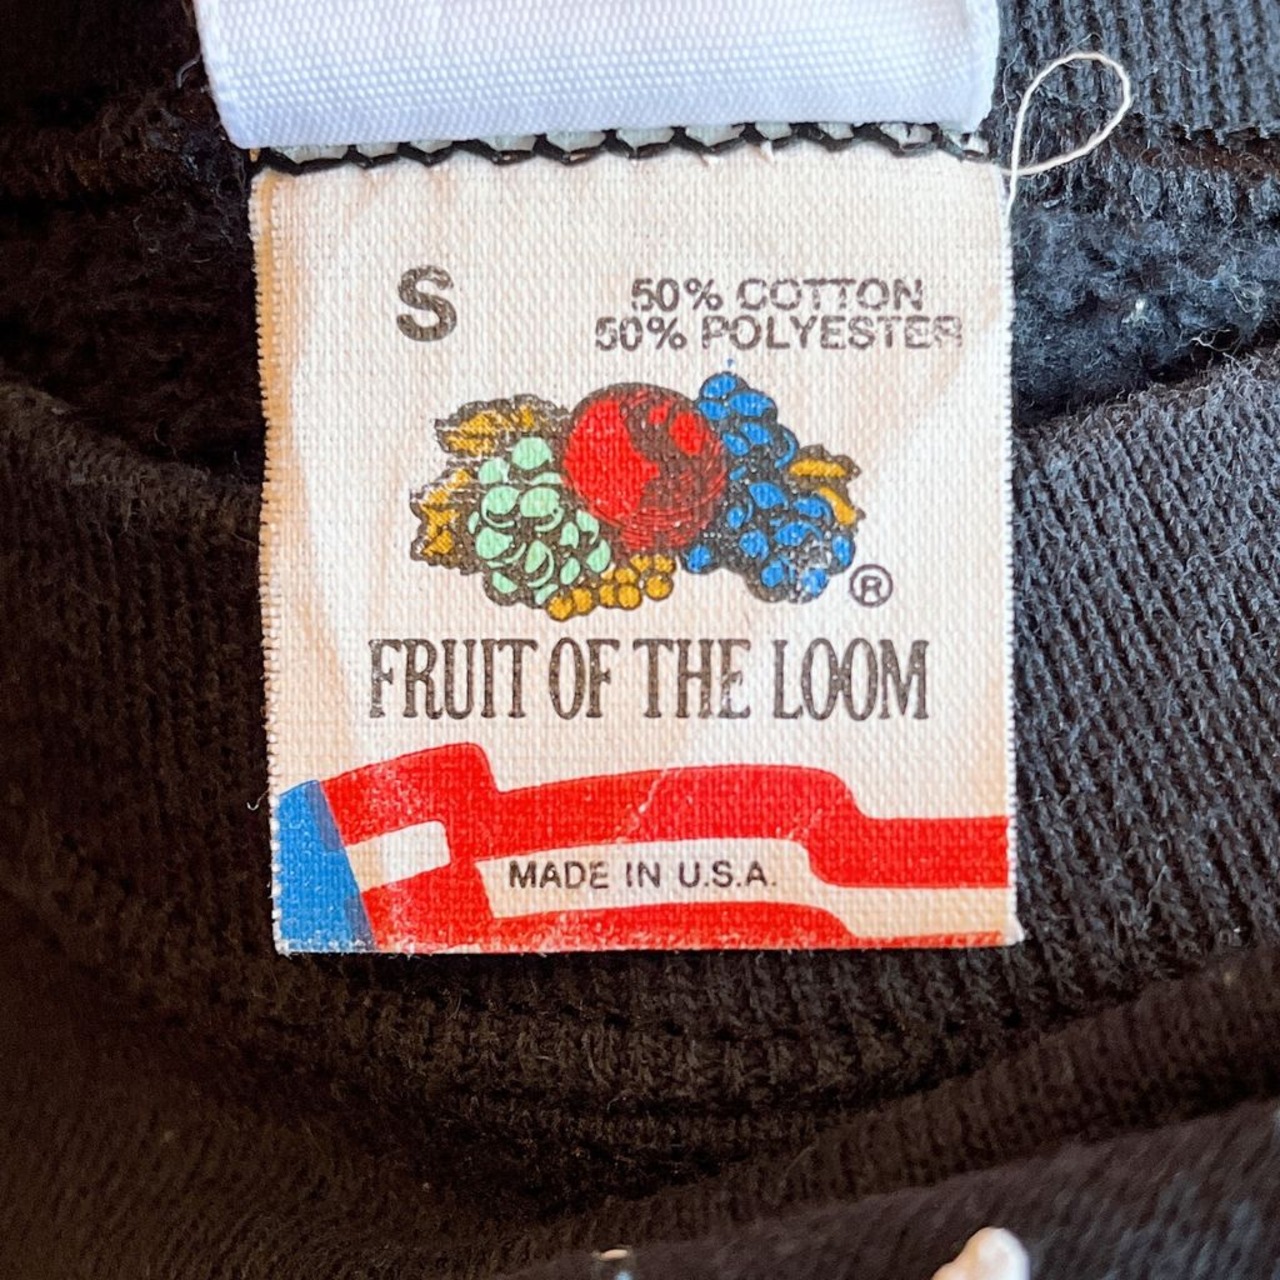 S
50% COTTON
50% POLYESTER
®
FRUIT OF THE LOOM
MADE IN U.S.A.